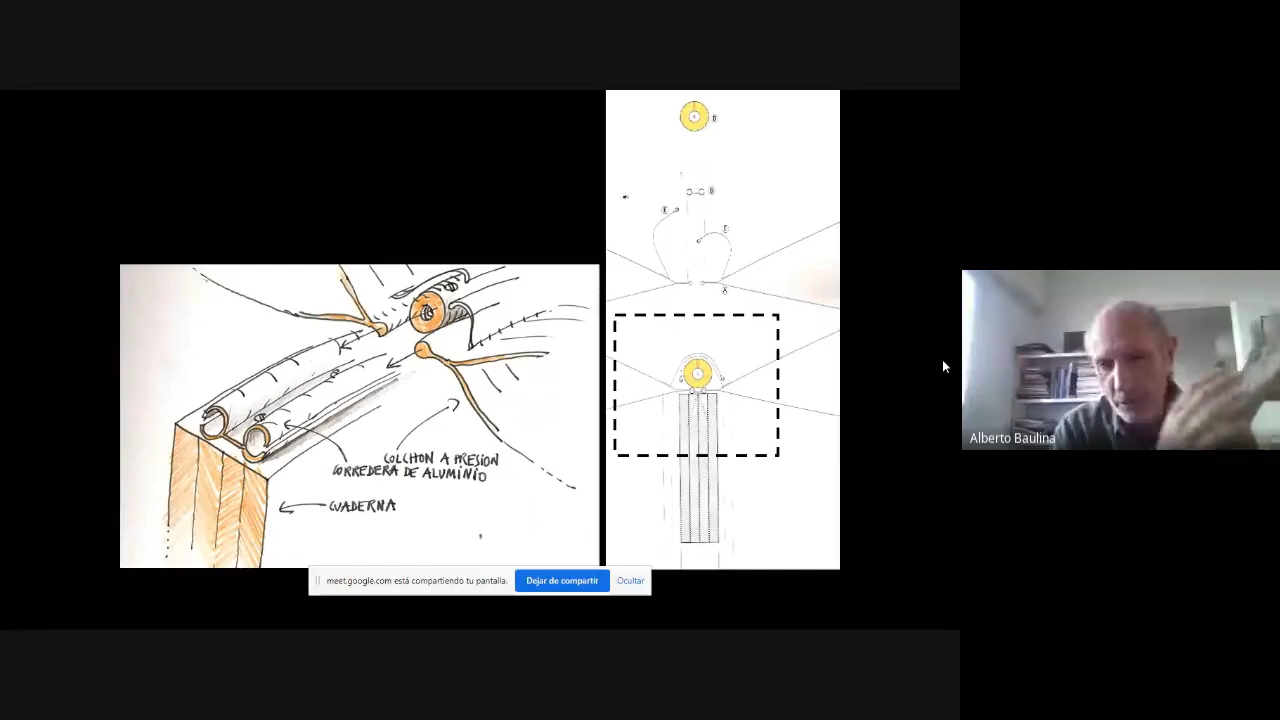 COLCHON A PRESION
CORREDERA DE ALUMINIO
CUADERNA
D
B
E
E
A
C
C
meet.google.com está compartiendo tu pantalla.
Dejar de compartir
Ocultar
Alberto Baulina